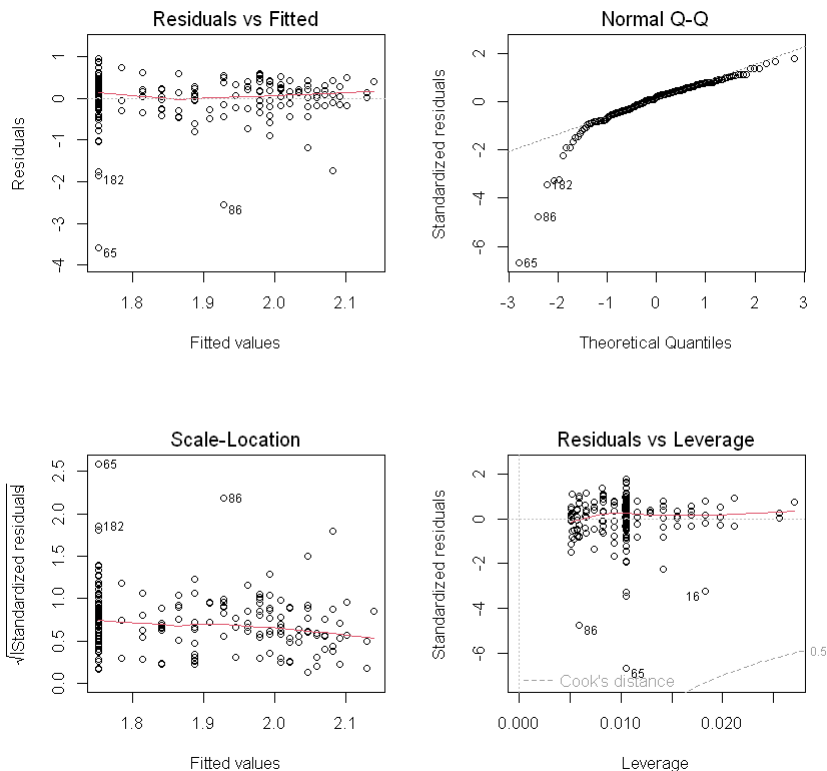 Residuals vs Fitted
Residuals
1
0
-1
-2
-3
-4
182
86
65
1.8 1.9 2.0 2.1
Fitted values
Normal Q-Q
Standardized residuals
2
0
-2
-4
-6
182
86
65
-3 -2 -1 0 1 2 3
Theoretical Quantiles
Scale-Location
√|Standardized residuals|
2.5
2.0
1.5
1.0
0.5
0.0
65
86
182
1.8 1.9 2.0 2.1
Fitted values
Residuals vs Leverage
Standardized residuals
2
0
-2
-4
-6
16
86
65
0.5
Cook's distance
0.000 0.010 0.020
Leverage